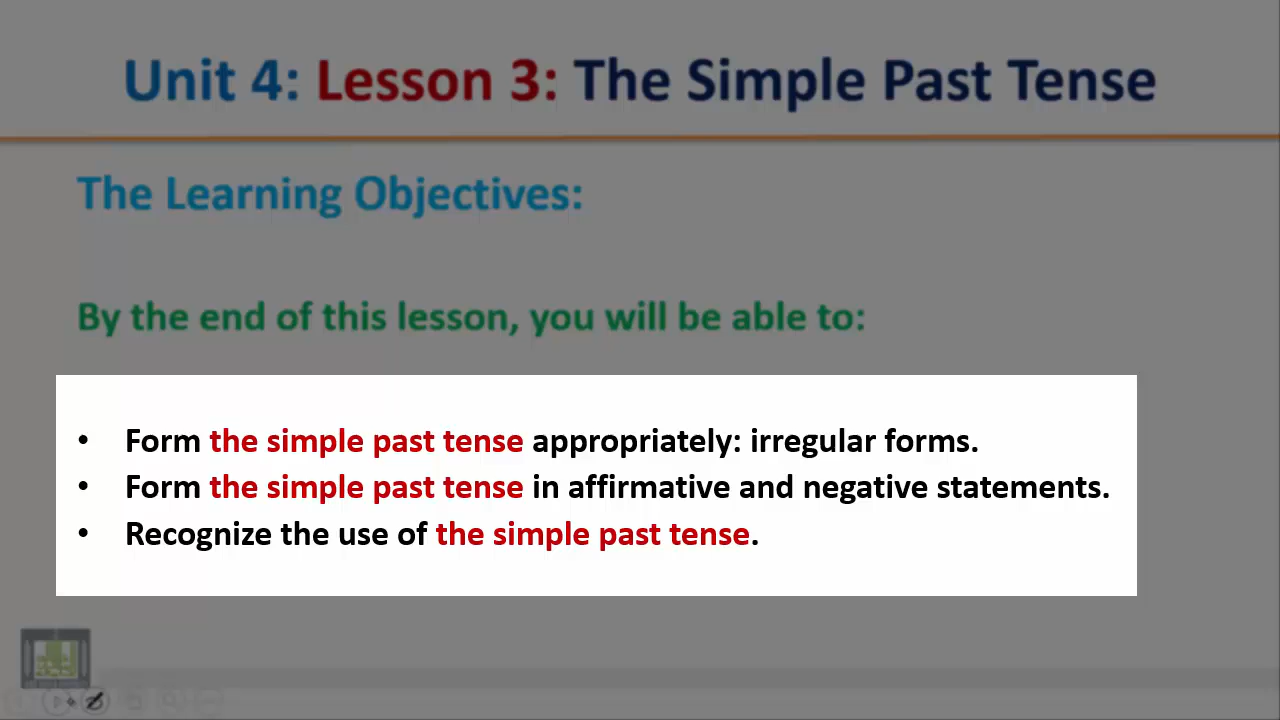 Unit 4: Lesson 3: The Simple Past Tense
The Learning Objectives:
By the end of this lesson, you will be able to:
• Form the simple past tense appropriately: irregular forms.
• Form the simple past tense in affirmative and negative statements.
• Recognize the use of the simple past tense.